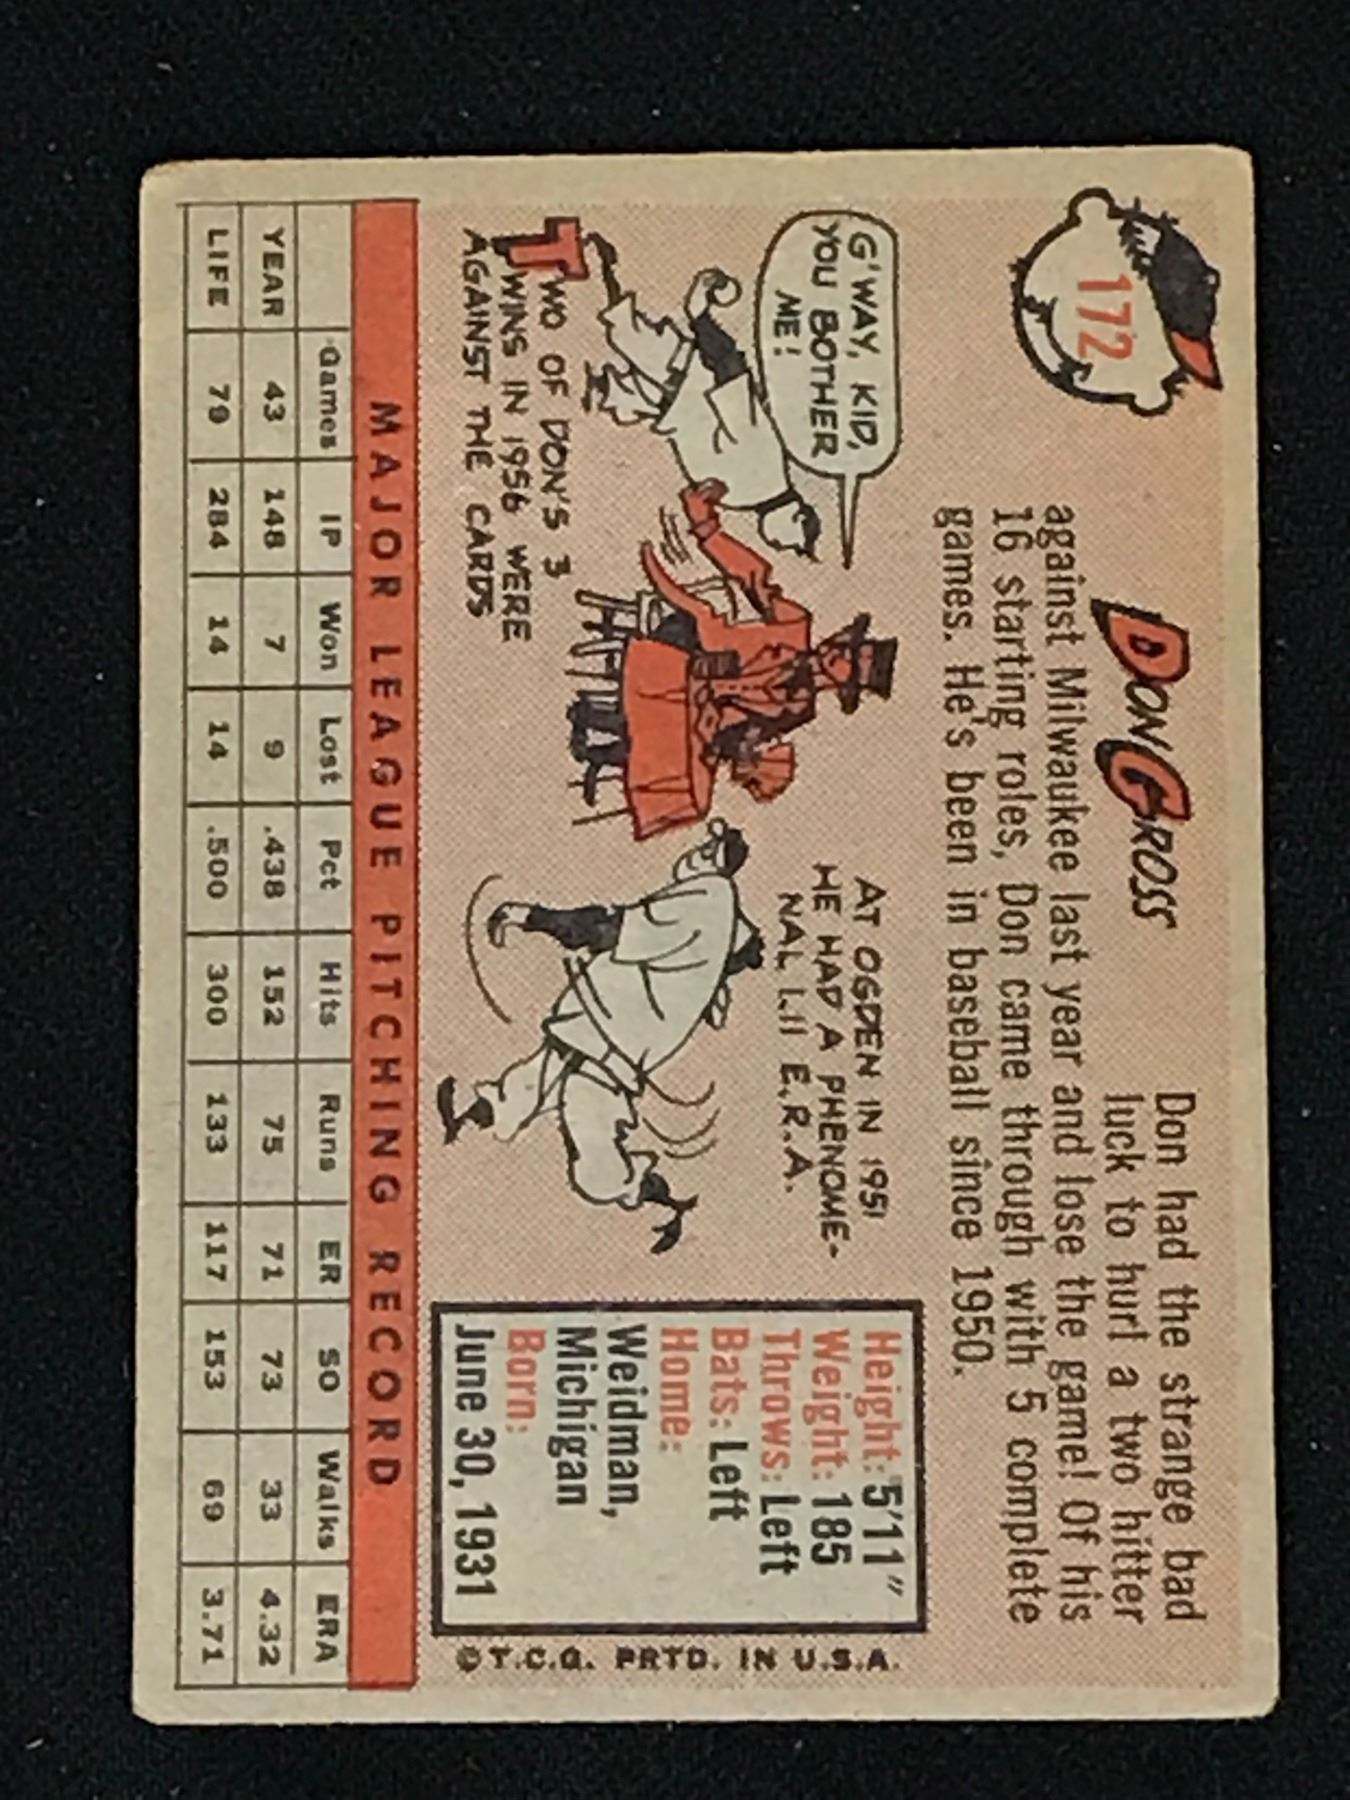 172
DON GROSS
Don had the strange bad
luck to hurl a two hitter
against Milwaukee last year and lose the game! Of his
16 starting roles, Don came through with 5 complete
games. He's been in baseball since 1950.
G'WAY, KID,
YOU BOTHER
ME!
TWO OF DON'S 3
WINS IN 1956 WERE
AGAINST THE CARDS
AT OGDEN IN 1951
HE HAD A PHENOME-
NAL 1.11 E.R.A.
Height: 5'11"
Weight: 185
Throws: Left
Bats: Left
Home:
Weidman,
Michigan
Born:
June 30, 1931
© T.C.G. PRTD. IN U.S.A.
MAJOR LEAGUE PITCHING RECORD
Games IP Won Lost Pct Hits Runs ER SO Walks ERA
YEAR 43 148 7 9 .438 152 75 71 73 33 4.32
LIFE 79 284 14 14 .500 300 133 117 153 69 3.71